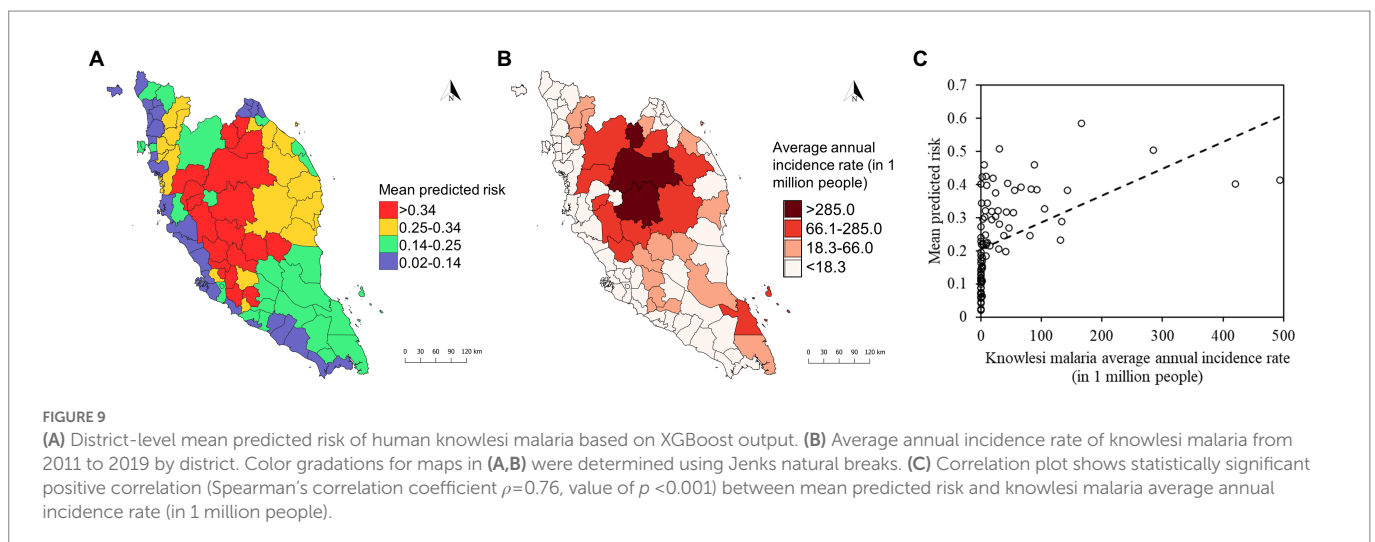 A
N
Mean predicted risk
>0.34
0.25-0.34
0.14-0.25
0.02-0.14
0 30 60 90 120 km
B
N
Average annual
incidence rate (in 1
million people)
>285.0
66.1-285.0
18.3-66.0
<18.3
0 30 60 90 120 km
C
Mean predicted risk
0.7
0.6
0.5
0.4
0.3
0.2
0.1
0
0 100 200 300 400 500
Knowlesi malaria average annual incidence rate
(in 1 million people)
FIGURE 9
(A) District-level mean predicted risk of human knowlesi malaria based on XGBoost output. (B) Average annual incidence rate of knowlesi malaria from
2011 to 2019 by district. Color gradations for maps in (A,B) were determined using Jenks natural breaks. (C) Correlation plot shows statistically significant
positive correlation (Spearman's correlation coefficient ρ=0.76, value of p <0.001) between mean predicted risk and knowlesi malaria average annual
incidence rate (in 1 million people).